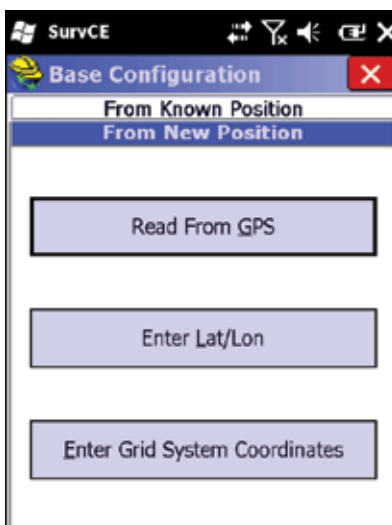 SurvCE
Base Configuration
From Known Position
From New Position
Read From GPS
Enter Lat/Lon
Enter Grid System Coordinates